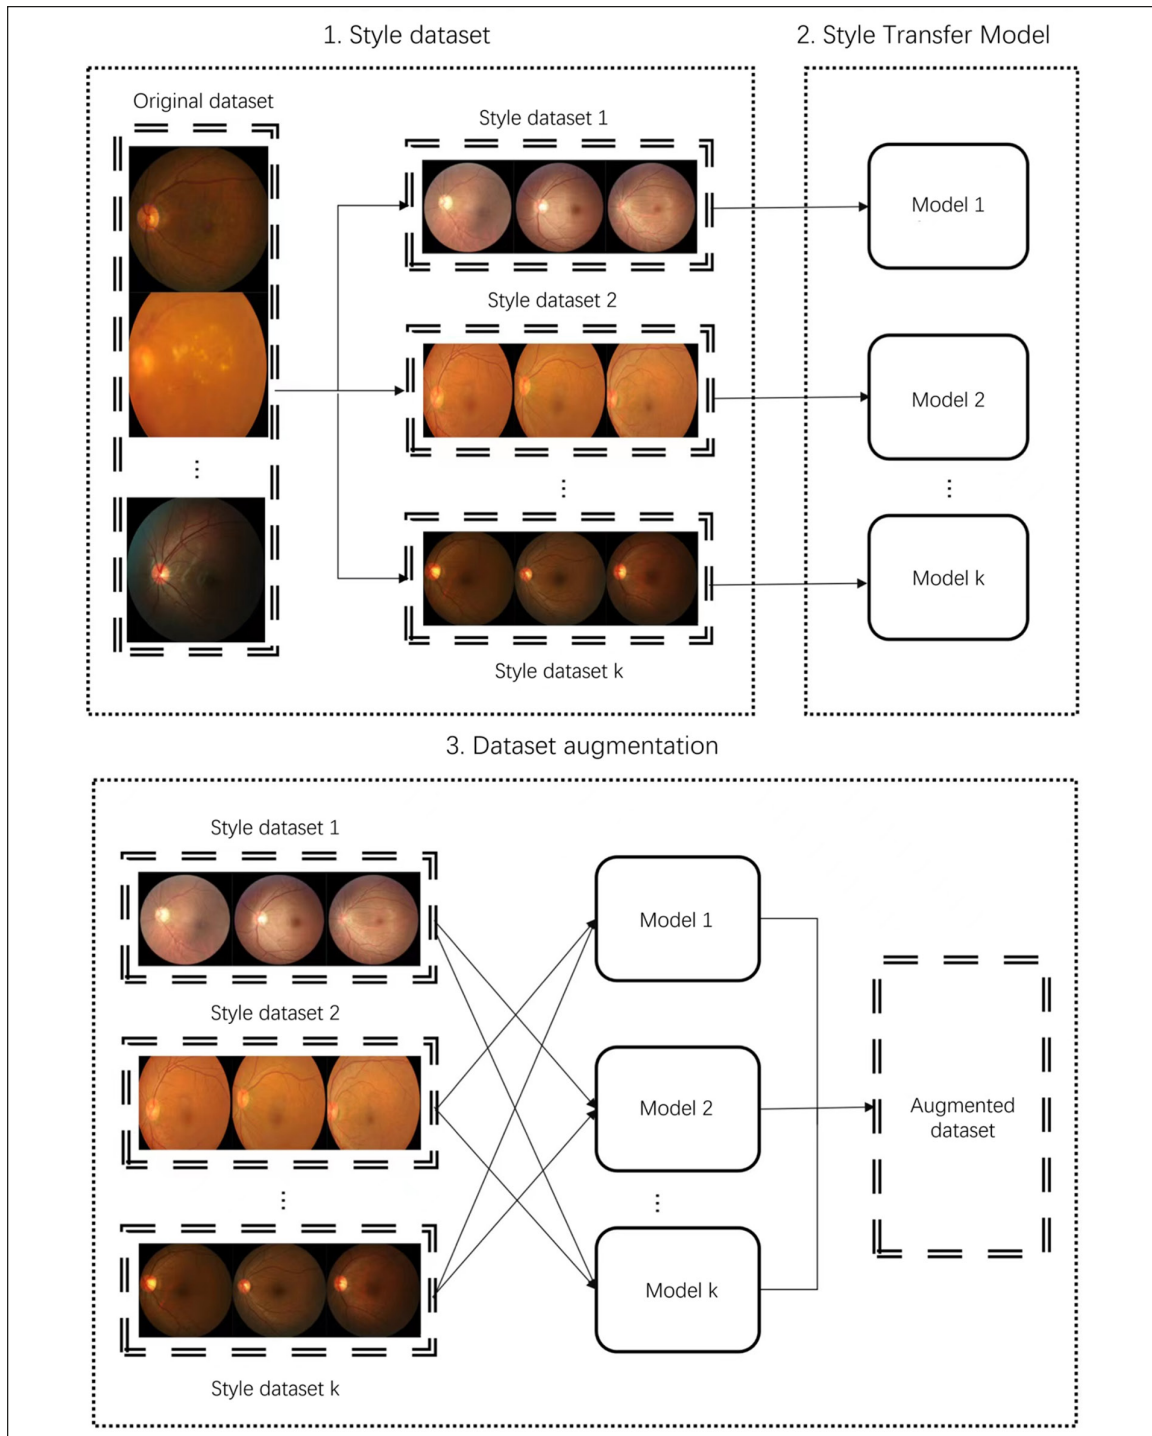 1. Style dataset
2. Style Transfer Model
Original dataset
Style dataset 1
Model 1
Style dataset 2
Model 2
Model k
Style dataset k
3. Dataset augmentation
Style dataset 1
Model 1
Style dataset 2
Model 2
Augmented
dataset
Model k
Style dataset k